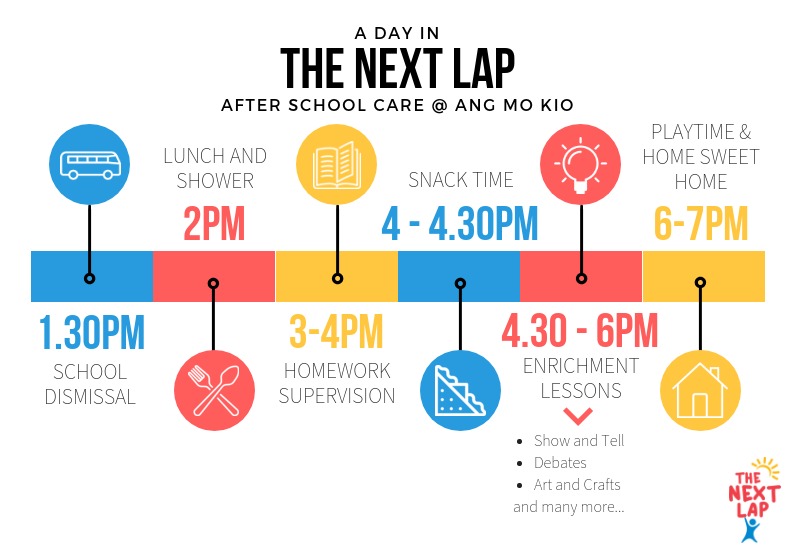 A DAY IN
THE NEXT LAP
AFTER SCHOOL CARE @ ANG MO KIO
1.30PM
SCHOOL
DISMISSAL
LUNCH AND
SHOWER
2PM
3-4PM
HOMEWORK
SUPERVISION
SNACK TIME
4 - 4.30PM
4.30 - 6PM
ENRICHMENT
LESSONS
• Show and Tell
• Debates
• Art and Crafts
and many more...
PLAYTIME &
HOME SWEET
HOME
6-7PM
THE
NEXT
LAP